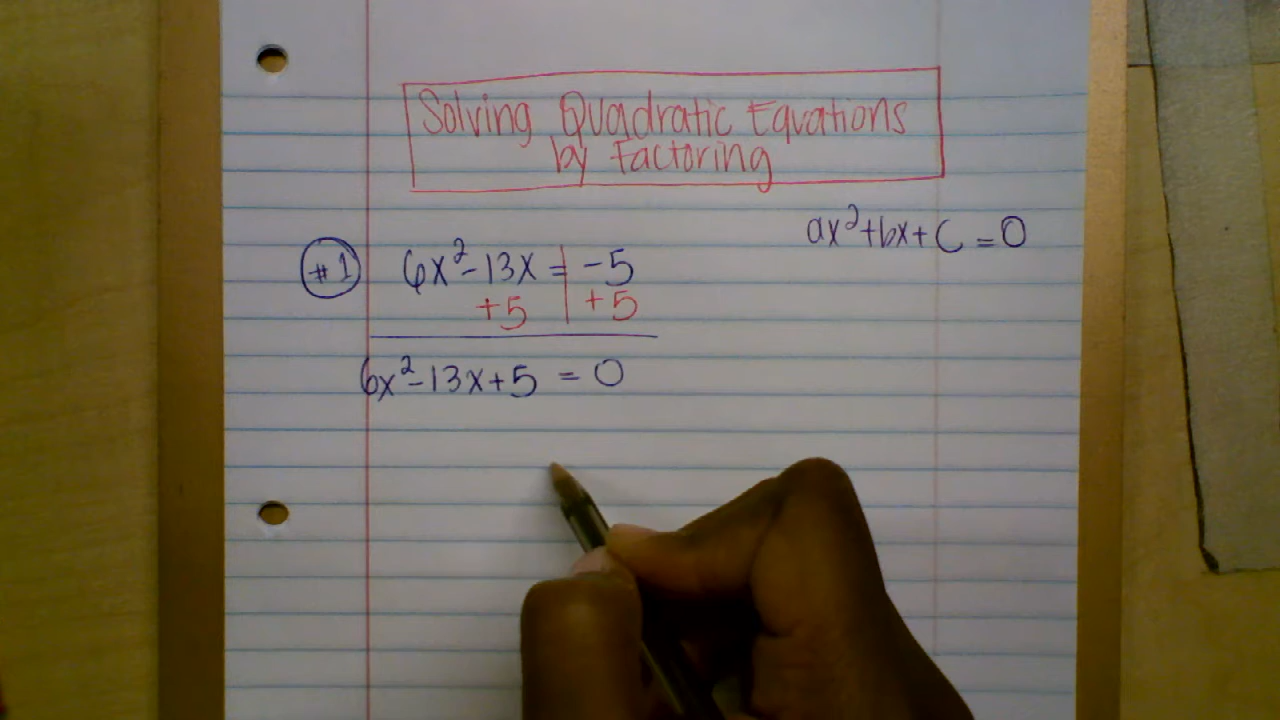 Solving Quadratic Equations
by Factoring
ax²+bx+c=0
#1 6x²-13x = -5
+5 +5
6x²-13x+5 = 0